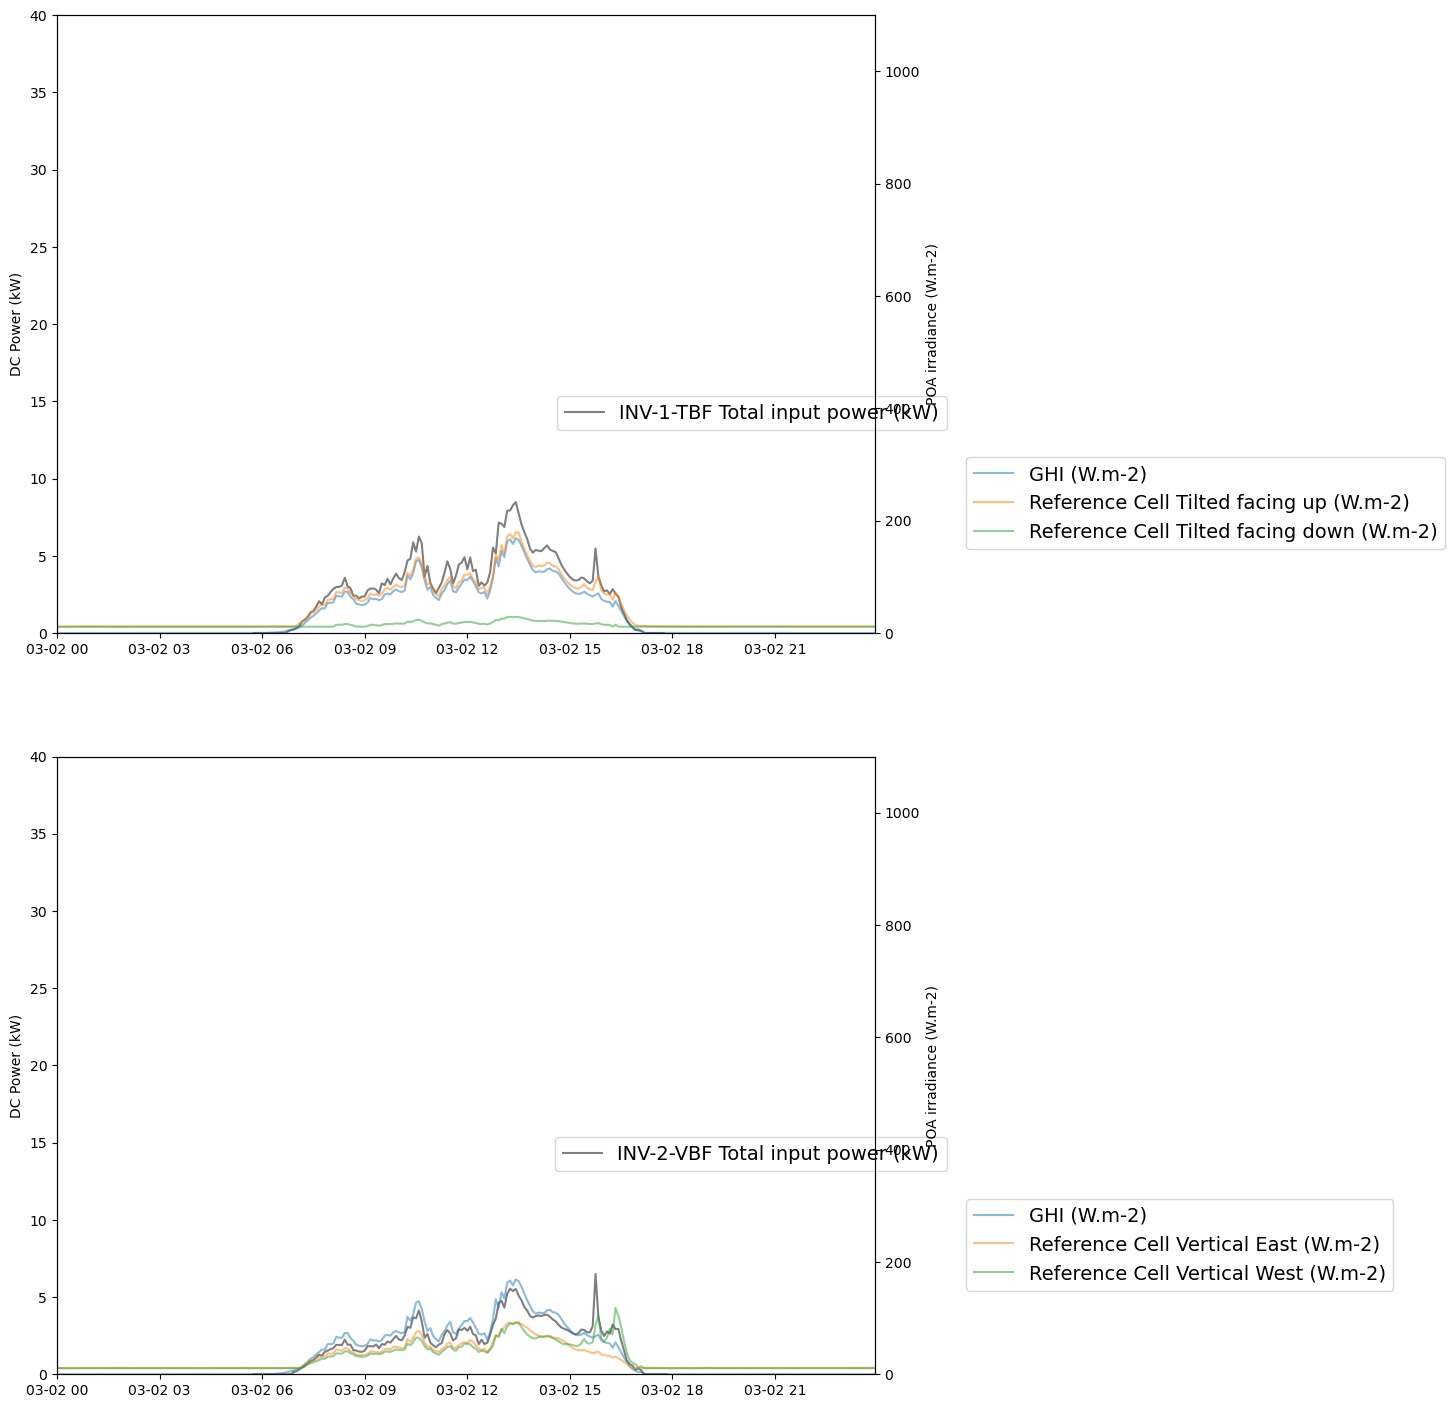 40
35
30
25
20
15
10
5
0
DC Power (kW)
1000
800
600
400
200
0
POA irradiance (W.m-2)
INV-1-TBF Total input power (kW)
GHI (W.m-2)
Reference Cell Tilted facing up (W.m-2)
Reference Cell Tilted facing down (W.m-2)
03-02 00 03-02 03 03-02 06 03-02 09 03-02 12 03-02 15 03-02 18 03-02 21
40
35
30
25
20
15
10
5
0
DC Power (kW)
1000
800
600
400
200
0
POA irradiance (W.m-2)
INV-2-VBF Total input power (kW)
GHI (W.m-2)
Reference Cell Vertical East (W.m-2)
Reference Cell Vertical West (W.m-2)
03-02 00 03-02 03 03-02 06 03-02 09 03-02 12 03-02 15 03-02 18 03-02 21